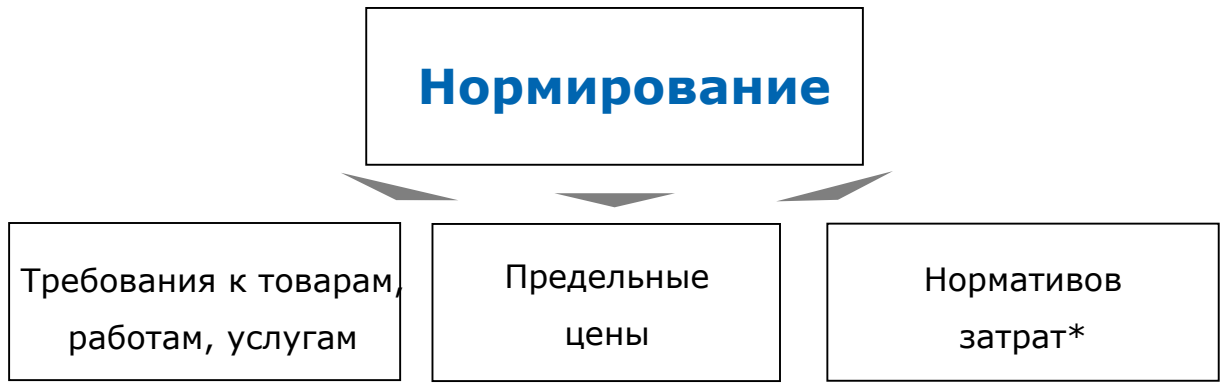 Нормирование
Требования к товарам,
работам, услугам
Предельные
цены
Нормативов
затрат*